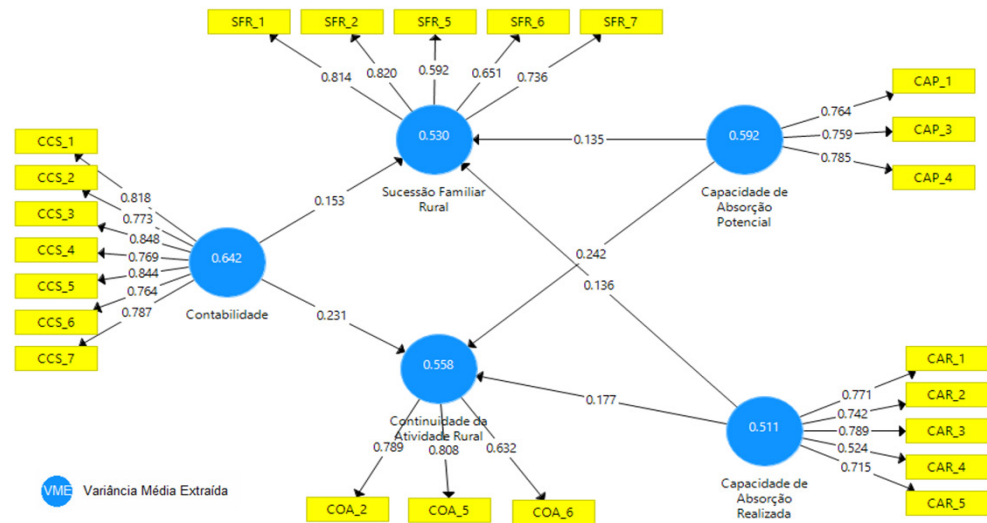 SFR_1
SFR_2
SFR_5
SFR_6
SFR_7
0.814
0.820
0.592
0.651
0.736
0.530
Sucessão Familiar
Rural
CAP_1
CAP_3
CAP_4
0.764
0.759
0.785
0.592
Capacidade de
Absorção
Potencial
0.135
0.153
0.242
0.136
CCS_1
CCS_2
CCS_3
CCS_4
CCS_5
CCS_6
CCS_7
0.818
0.773
0.848
0.769
0.844
0.764
0.787
0.642
Contabilidade
0.231
0.558
Continuidade da
Atividade Rural
0.177
0.789
0.808
0.632
COA_2
COA_5
COA_6
CAR_1
CAR_2
CAR_3
CAR_4
CAR_5
0.771
0.742
0.789
0.524
0.715
0.511
Capacidade de
Absorção
Realizada
VME
Variância Média Extraída